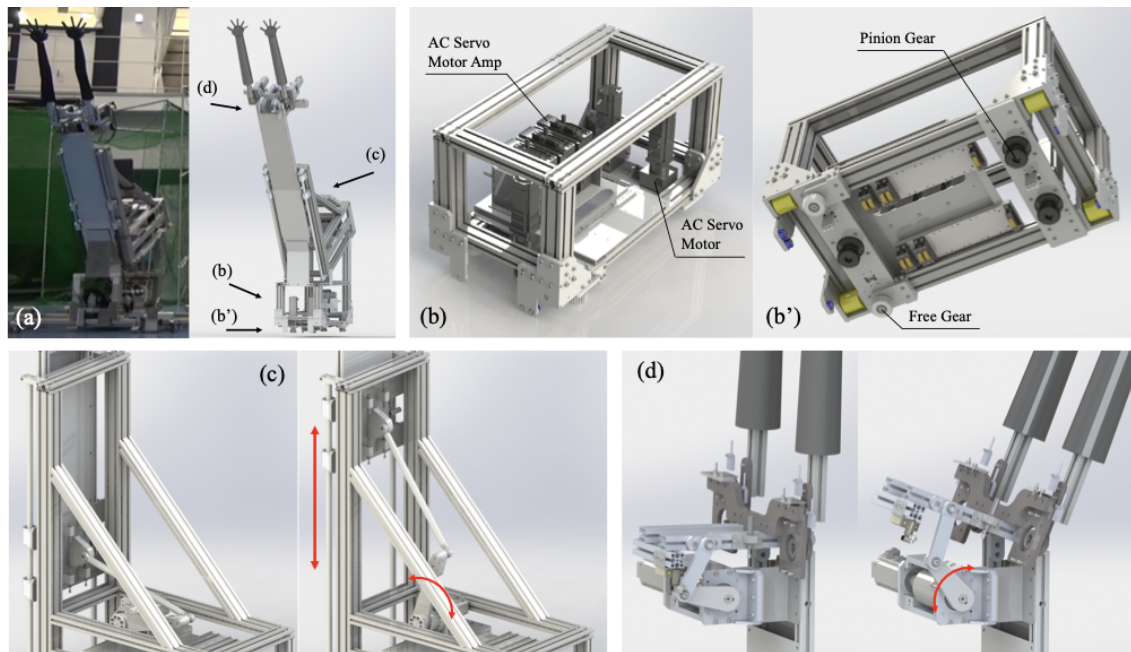 (a)
(d)
(c)
(b)
(b’)
AC Servo
Motor Amp
AC Servo
Motor
(b)
Pinion Gear
Free Gear
(b’)
(c)
(d)